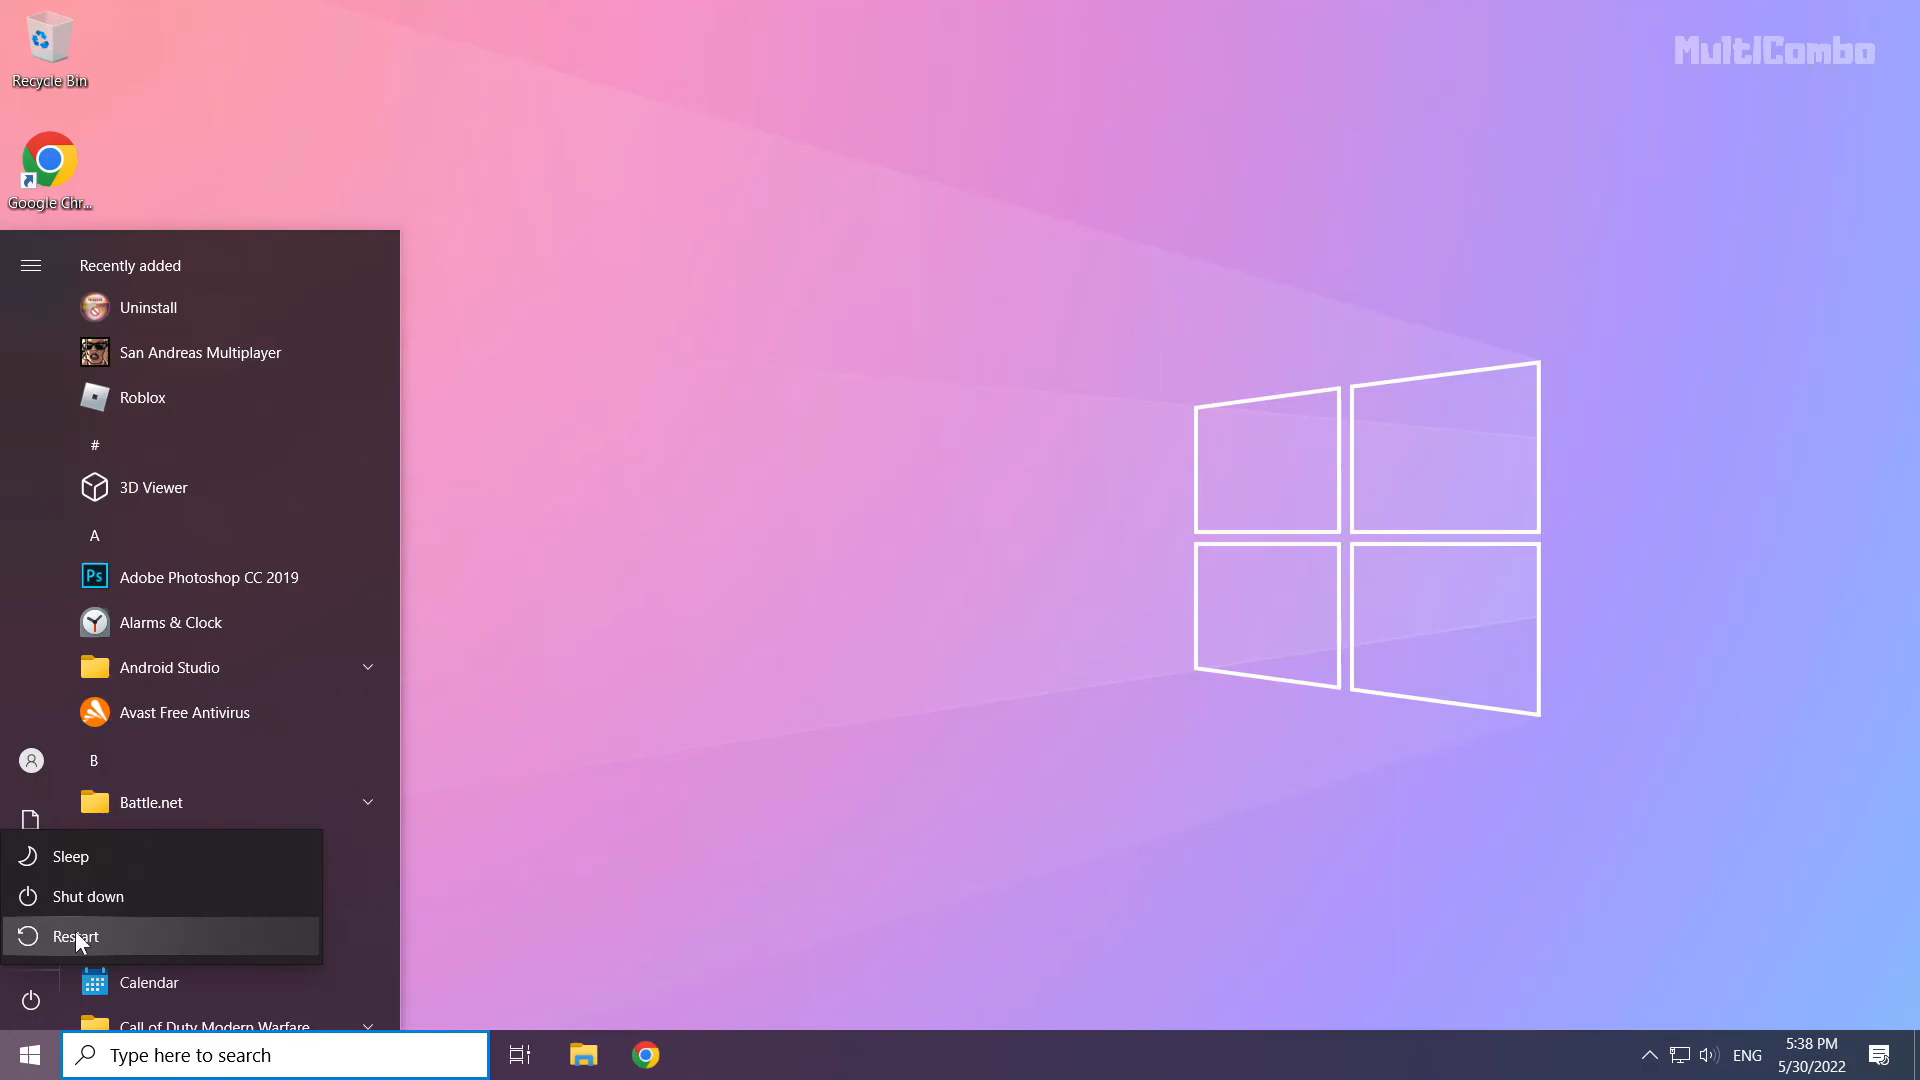 MultiCombo
Recycle Bin
Google Chr...
Recently added
Uninstall
San Andreas Multiplayer
Roblox
#
3D Viewer
A
Ps
Adobe Photoshop CC 2019
Alarms & Clock
Android Studio
Avast Free Antivirus
B
Battle.net
Sleep
Shut down
Restart
Calendar
Call of Duty Modern Warfare
Type here to search
ENG
5:38 PM
5/30/2022